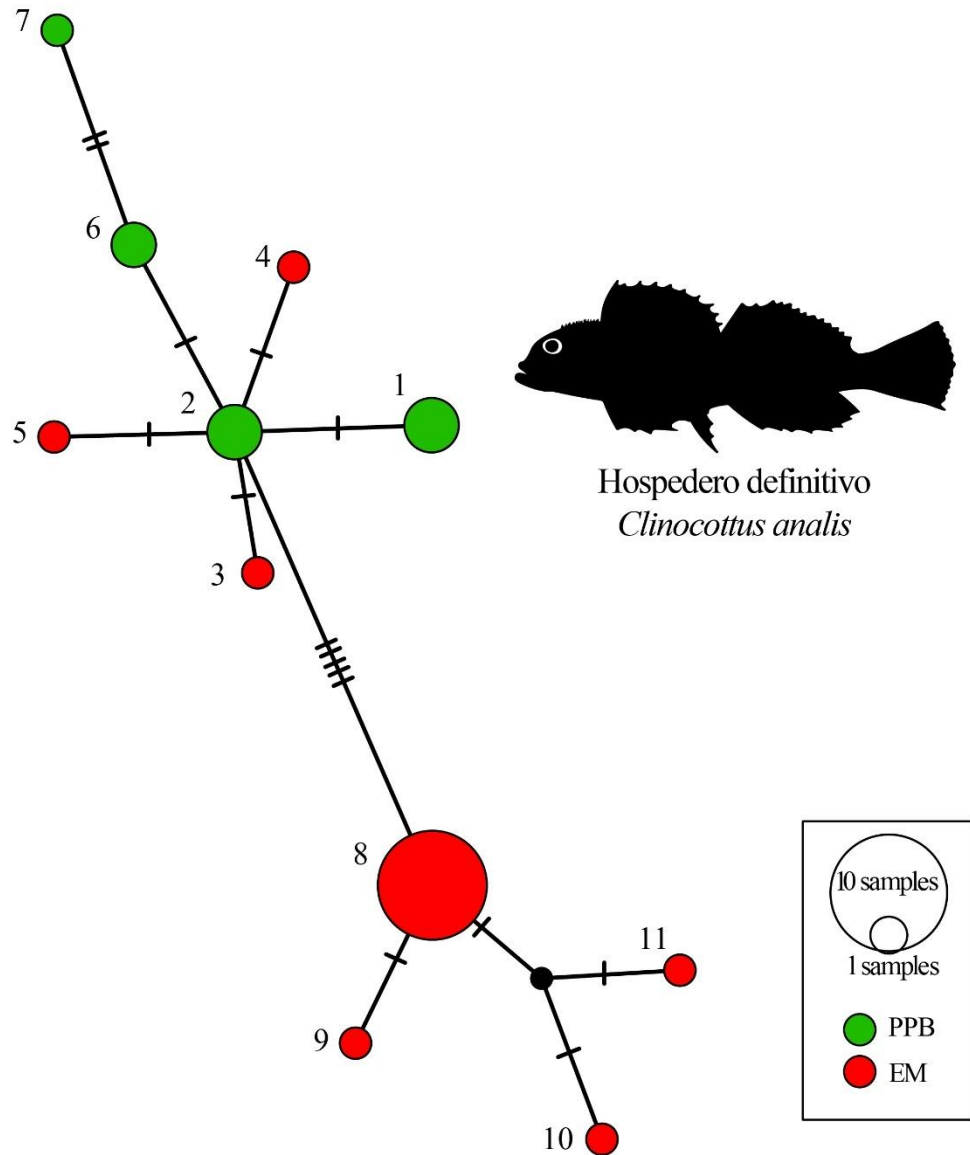 7
6
4
2
1
5
3
Hospedero definitivo
Clinocottus analis
8
11
9
10
10 samples
1 samples
PPB
EM